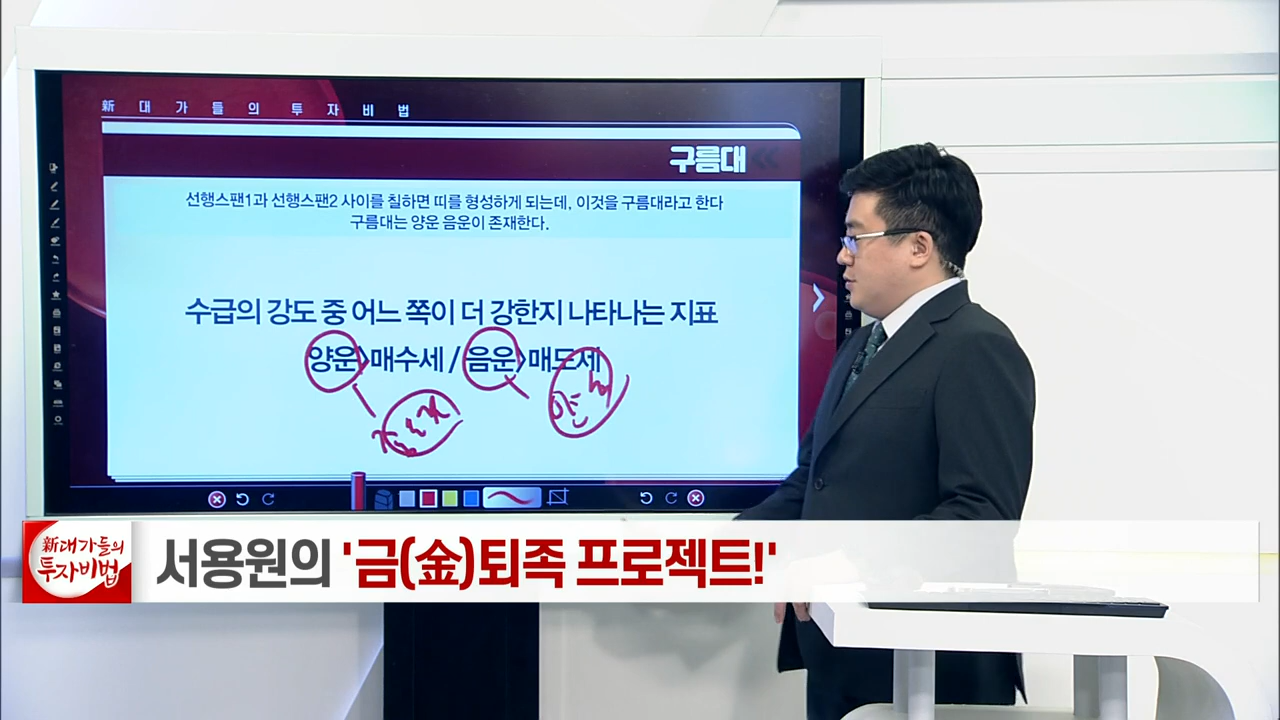 新 대 가 들 의 투 자 비 법
구름대
선행스팬1과 선행스팬2 사이를 칠하면 띠를 형성하게 되는데, 이것을 구름대라고 한다
구름대는 양운 음운이 존재한다.
수급의 강도 중 어느 쪽이 더 강한지 나타나는 지표
양운>매수세 / 음운>매도세
新대가들의
투자비법
서용원의 '금(金)퇴족 프로젝트!'